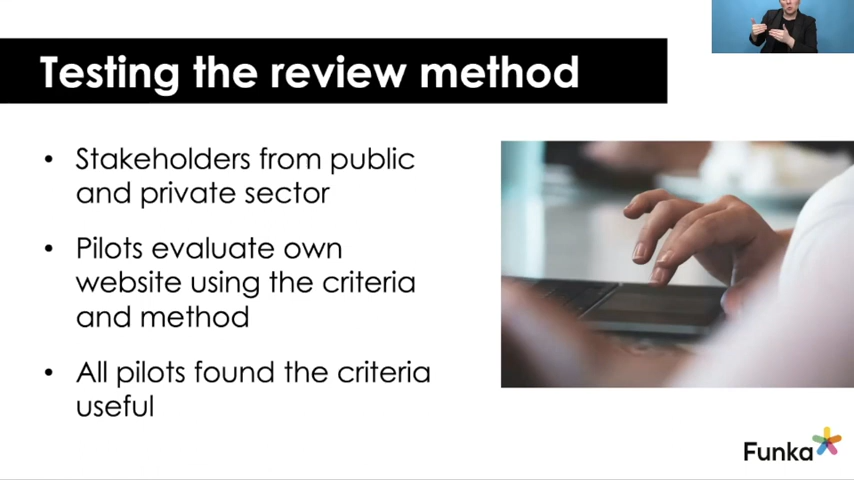 Testing the review method
• Stakeholders from public
and private sector
• Pilots evaluate own
website using the criteria
and method
• All pilots found the criteria
useful
Funka